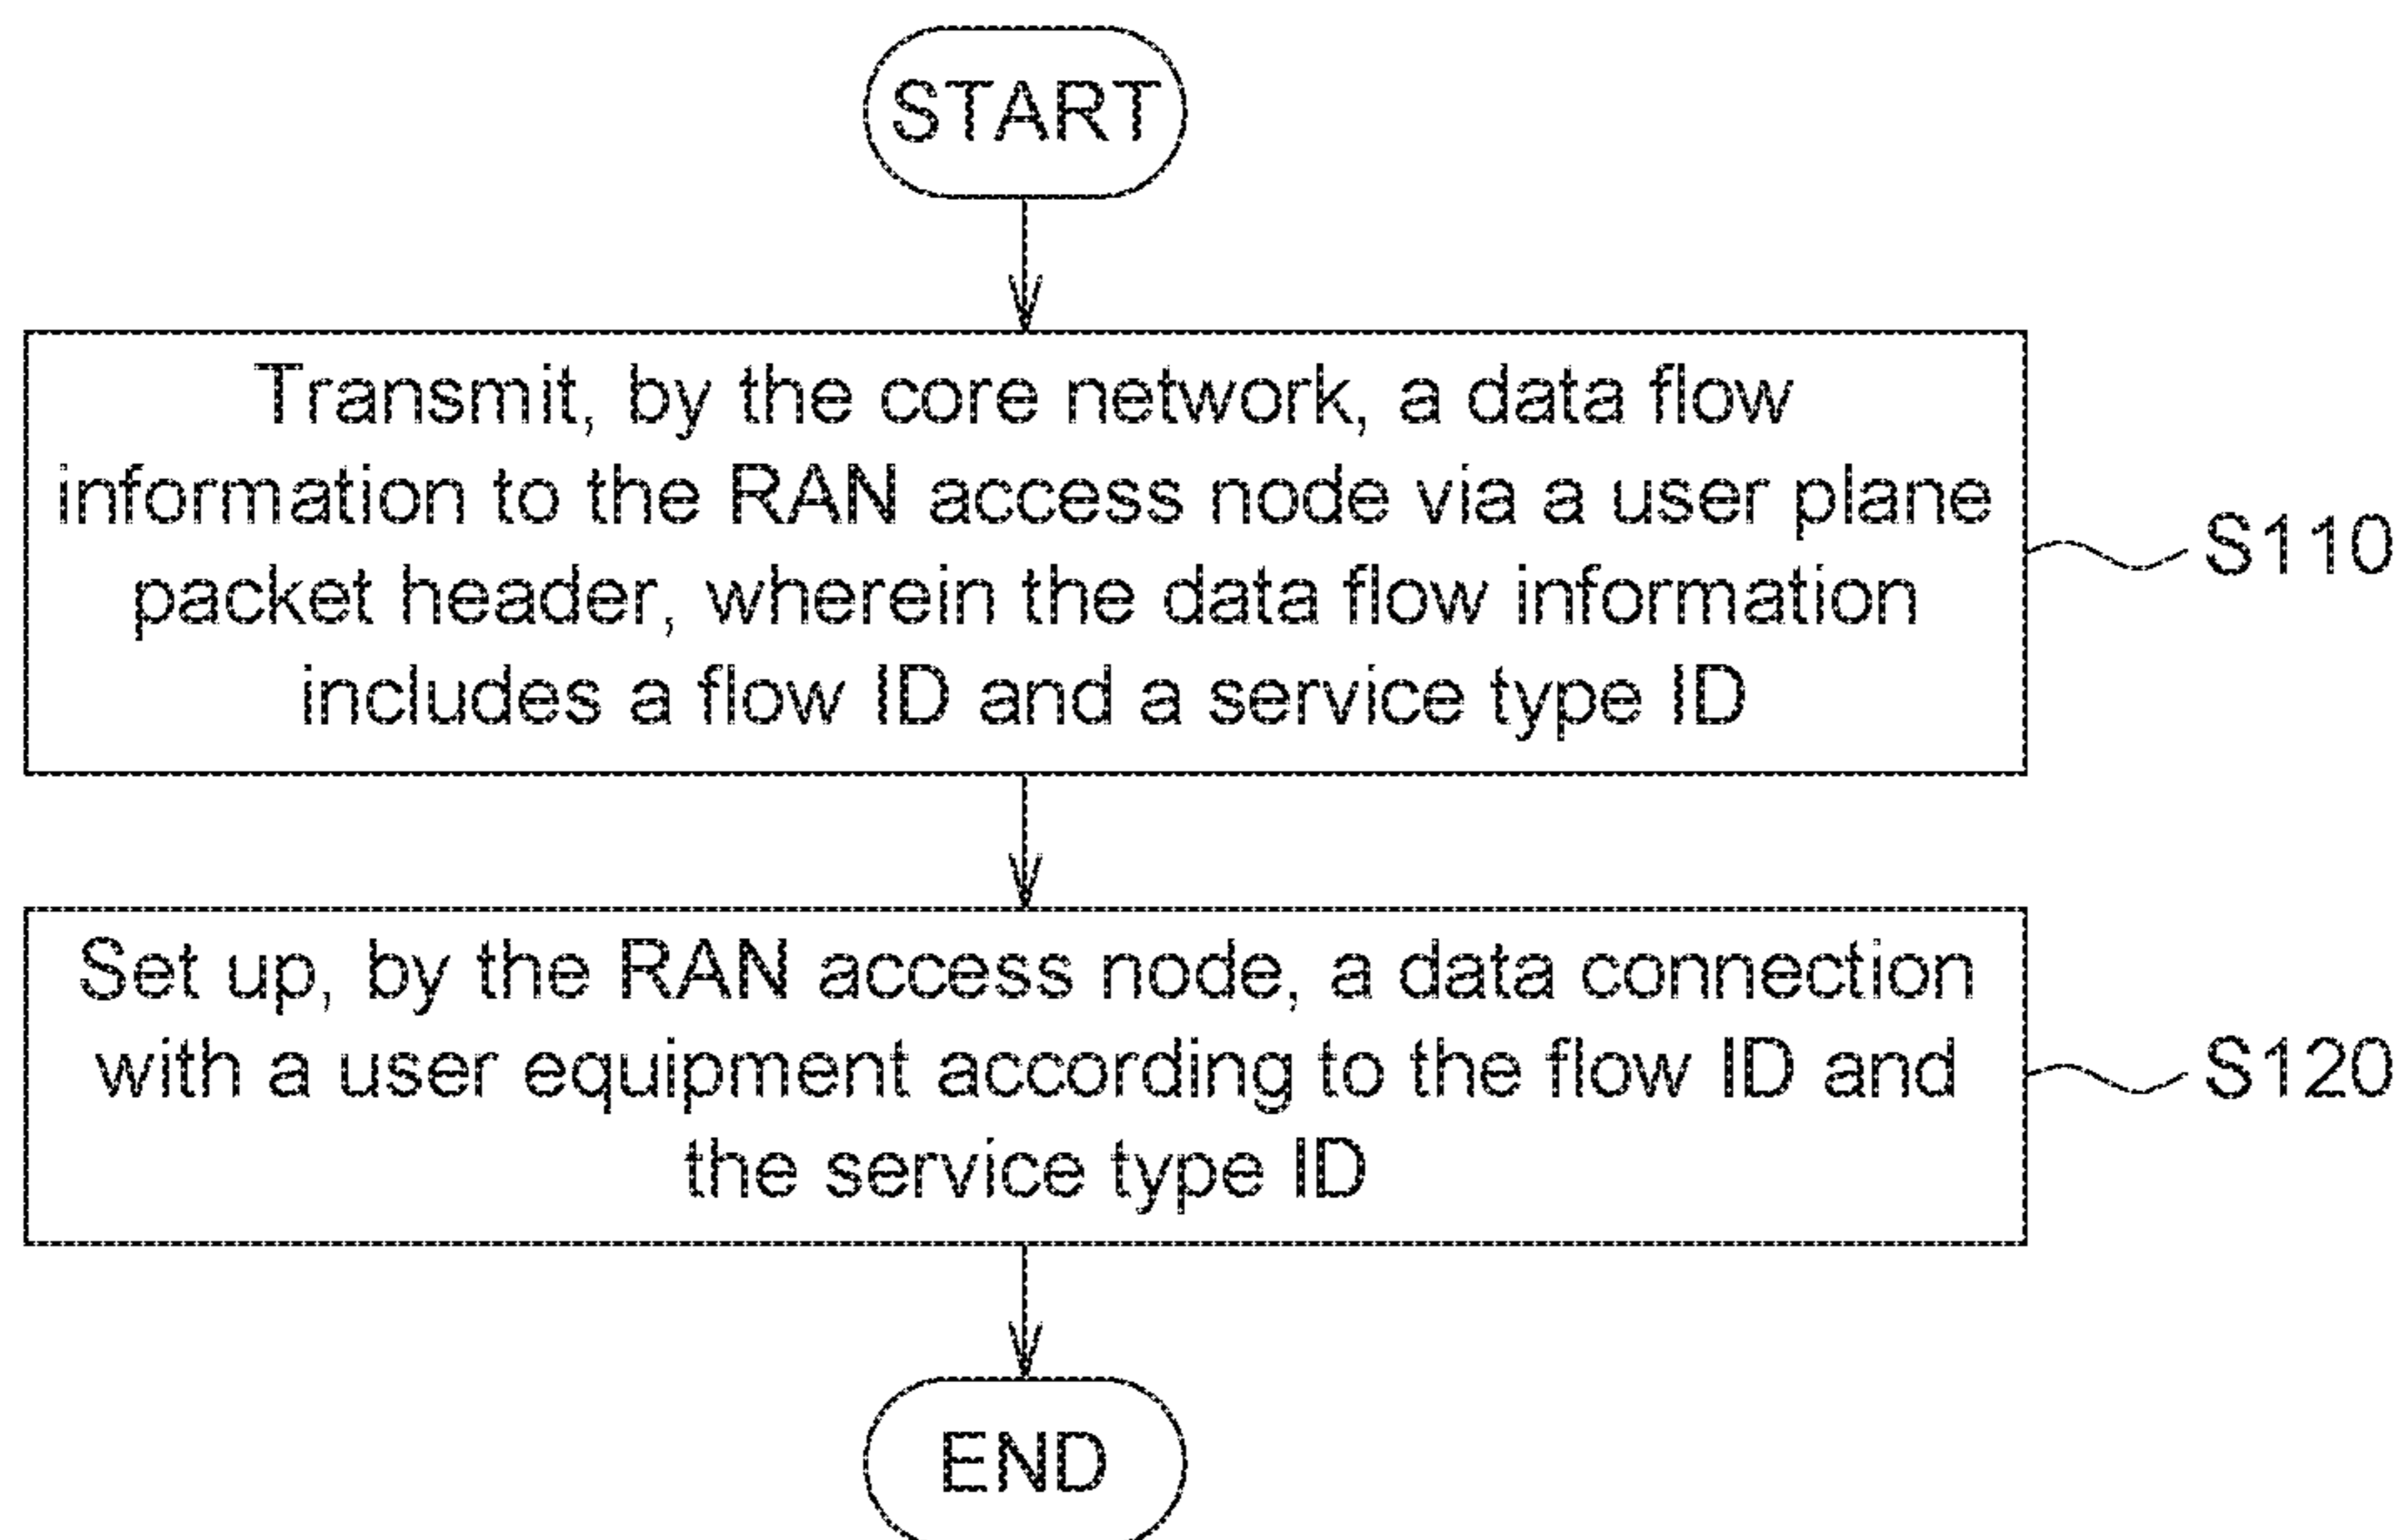 START
Transmit, by the core network, a data flow
information to the RAN access node via a user plane
packet header, wherein the data flow information
includes a flow ID and a service type ID
S110
Set up, by the RAN access node, a data connection
with a user equipment according to the flow ID and
the service type ID
S120
END